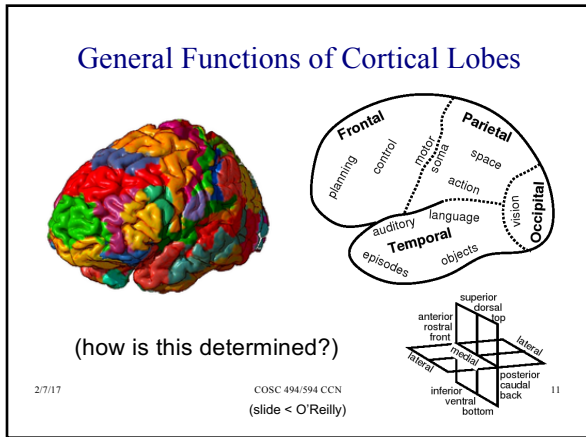 General Functions of Cortical Lobes
Frontal
planning
control
motor
soma
Parietal
space
action
Occipital
vision
auditory
language
Temporal
episodes
objects
superior
dorsal
top
anterior
rostral
front
lateral
medial
lateral
posterior
caudal
back
inferior
ventral
bottom
(how is this determined?)
2/7/17
COSC 494/594 CCN
11
(slide < O'Reilly)